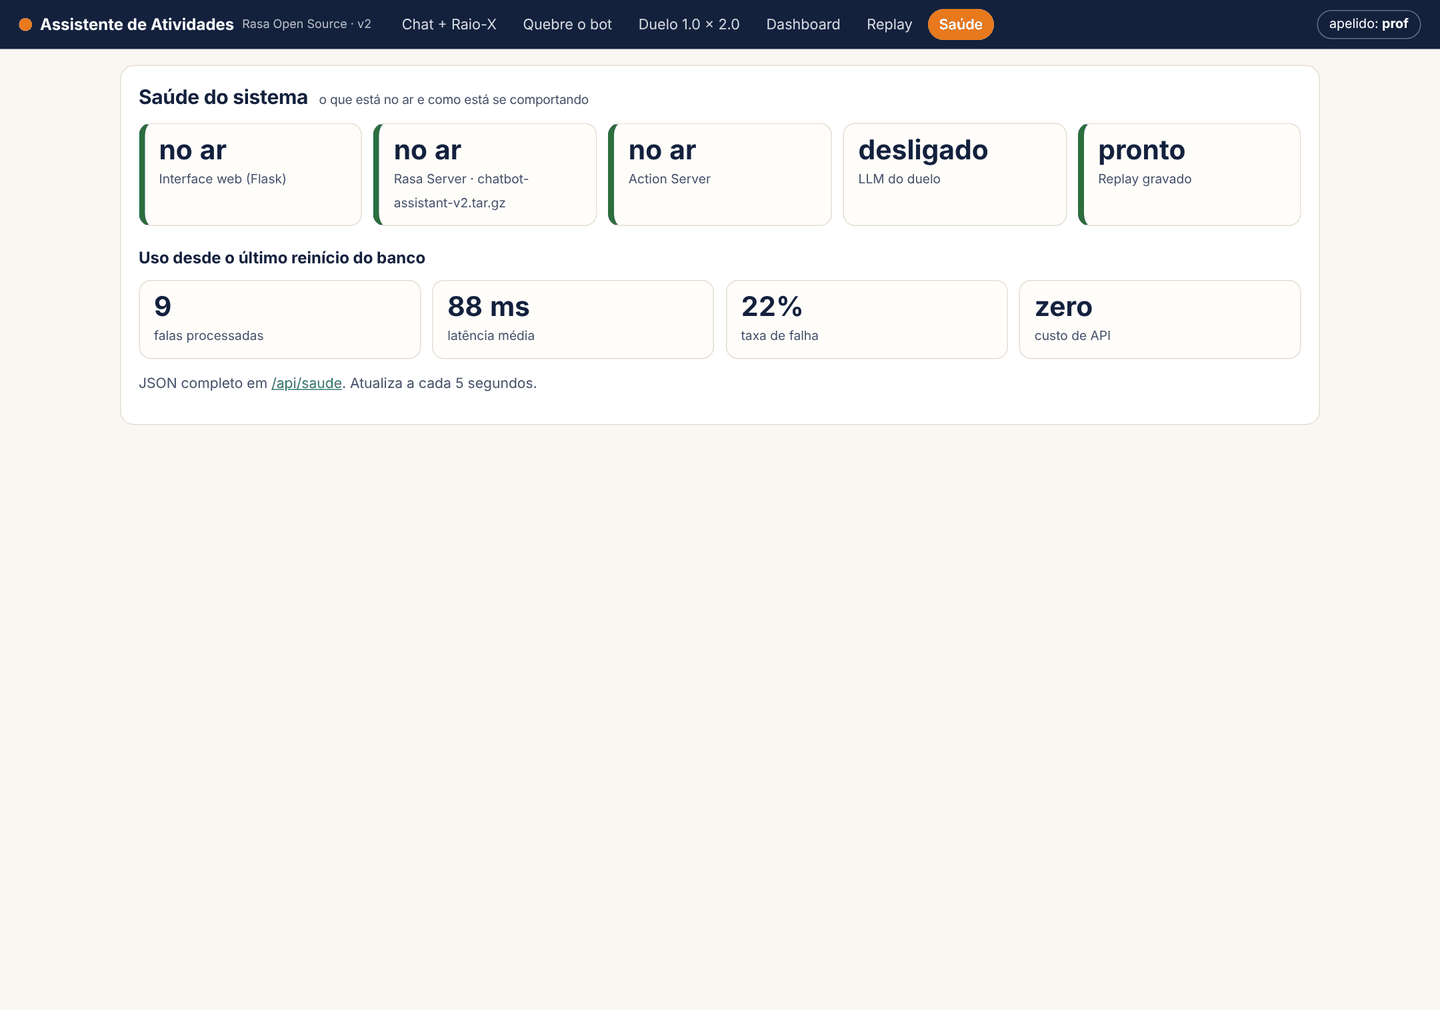 Assistente de Atividades Rasa Open Source · v2 Chat + Raio-X Quebre o bot Duelo 1.0 × 2.0 Dashboard Replay Saúde apelido: prof
Saúde do sistema o que está no ar e como está se comportando
no ar
Interface web (Flask)
no ar
Rasa Server · chatbot-
assistant-v2.tar.gz
no ar
Action Server
desligado
LLM do duelo
pronto
Replay gravado
Uso desde o último reinício do banco
9
falas processadas
88 ms
latência média
22%
taxa de falha
zero
custo de API
JSON completo em /api/saude. Atualiza a cada 5 segundos.